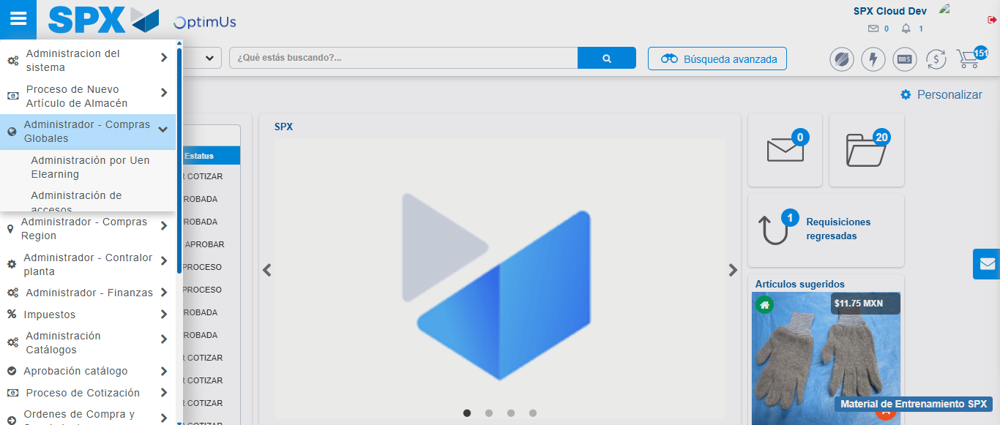 SPX
OptimUs
SPX Cloud Dev
0
1
Administracion del
sistema
Proceso de Nuevo
Artículo de Almacén
Administrador - Compras
Globales
Administración por Uen
Elearning
Administración de
accesos
Administrador - Compras
Region
Administrador - Contralor
planta
Administrador - Finanzas
Impuestos
Administración
Catálogos
Aprobación catálogo
Proceso de Cotización
Ordenes de Compra y
¿Qué estás buscando?...
Búsqueda avanzada
151
Personalizar
Estatus
COTIZAR
ROBADA
ROBADA
APROBAR
PROCESO
PROCESO
ROBADA
ROBADA
COTIZAR
COTIZAR
COTIZAR
COTIZAR
SPX
0
20
1
Requisiciones
regresadas
Artículos sugeridos
$11.75 MXN
Material de Entrenamiento SPX